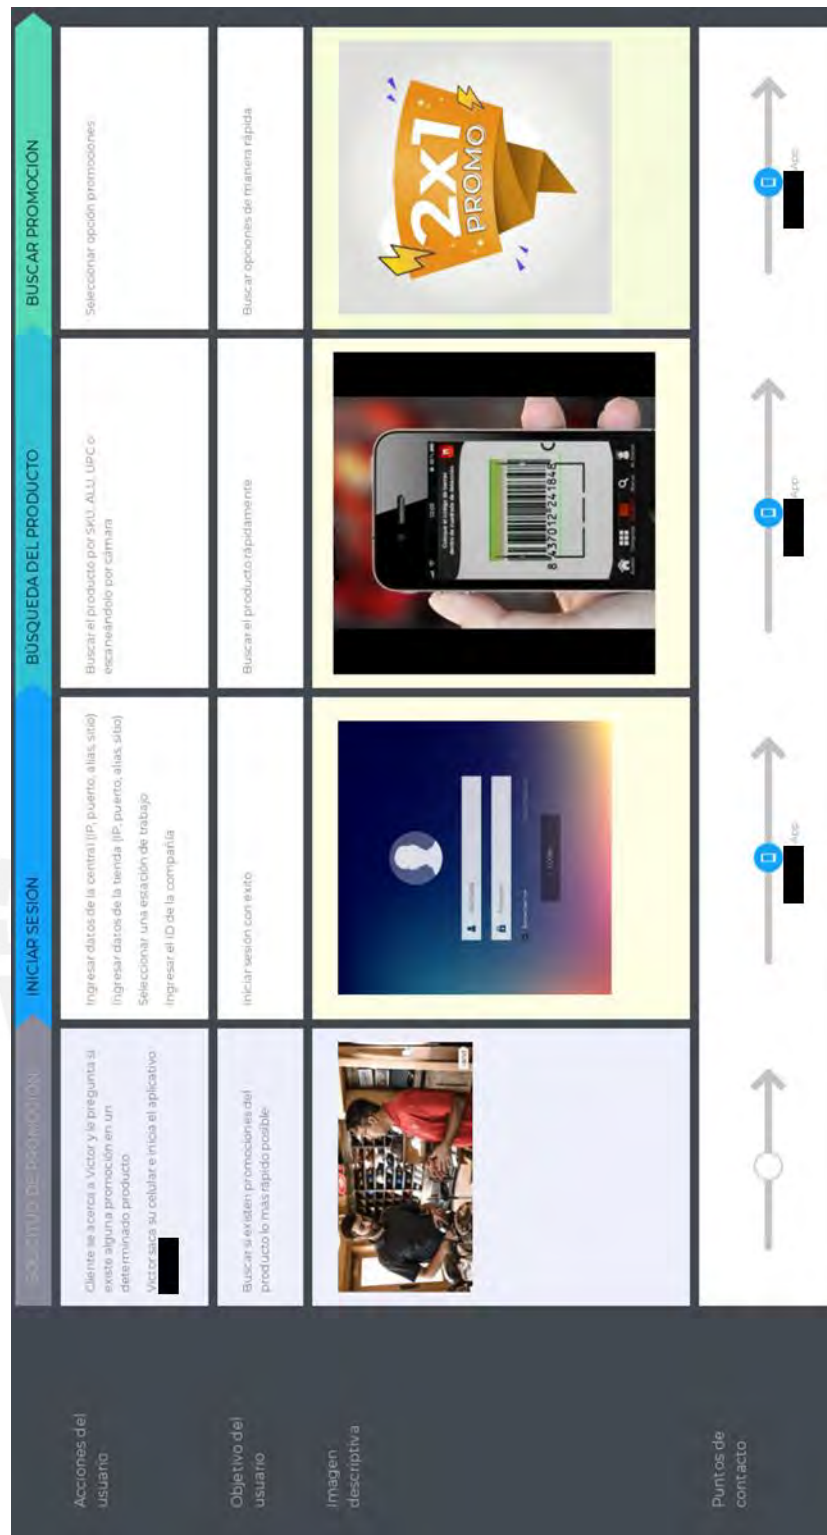 SOLICITUD DE PROMOCIÓN
INICIAR SESIÓN
BÚSQUEDA DEL PRODUCTO
BUSCAR PROMOCIÓN
Acciones del
usuario
Cliente se acerca a Victor y le pregunta si
existe alguna promoción en un
determinado producto
Victor saca su celular e inicia el aplicativo
Ingresar datos de la central (IP, puerto, alias, sitio)
Ingresar datos de la tienda (IP, puerto, alias, sitio)
Seleccionar una estación de trabajo
Ingresar el ID de la compañía
Buscar el producto por SKU, ALU, UPC o
escaneándolo por cámara
Seleccionar opción promociones
Objetivo del
usuario
Buscar si existen promociones del
producto lo más rápido posible
Iniciar sesión con exito
Buscar el producto rápidamente
Buscar opciones de manera rápida
Imagen
descriptiva
8 437012 241848
2x1
PROMO
Puntos de
contacto
App
App
App